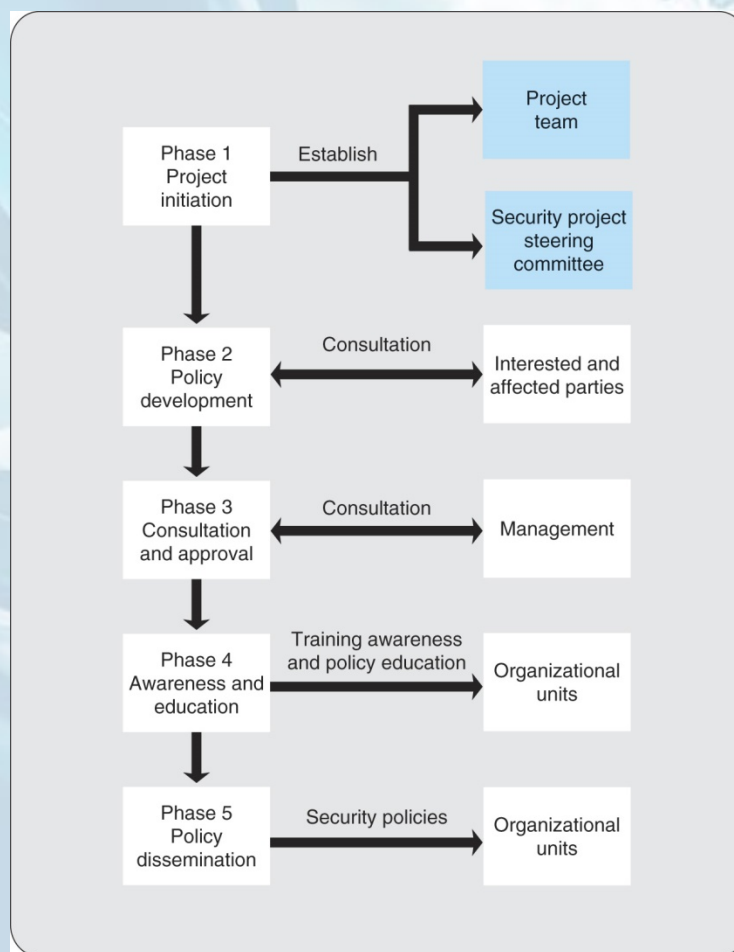 Project
team
Phase 1
Project
initiation
Establish
Security project
steering
committee
Phase 2
Policy
development
Consultation
Interested and
affected parties
Phase 3
Consultation
and approval
Consultation
Management
Phase 4
Awareness and
education
Training awareness
and policy education
Organizational
units
Phase 5
Policy
dissemination
Security policies
Organizational
units